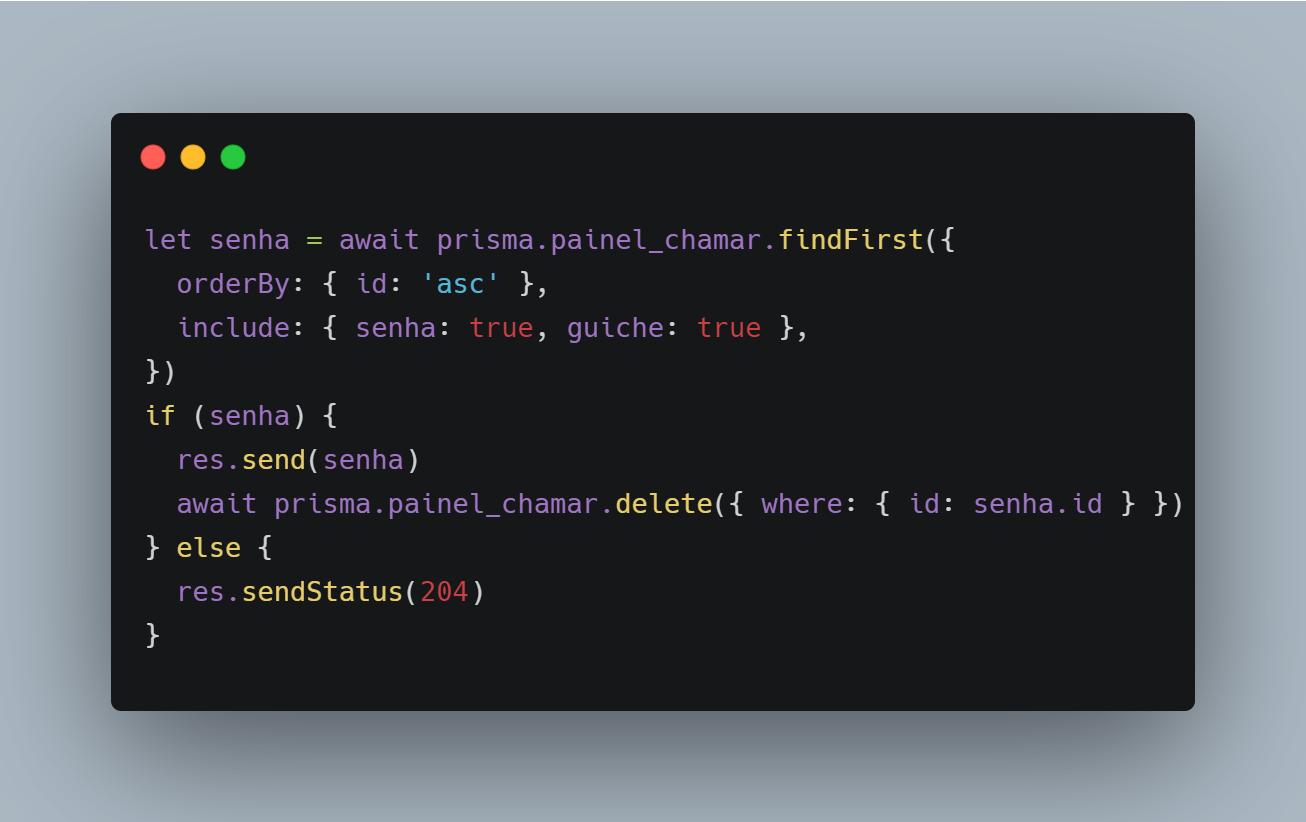 let senha = await prisma.painel_chamar.findFirst({
  orderBy: { id: 'asc' },
  include: { senha: true, guiche: true },
})
if (senha) {
  res.send(senha)
  await prisma.painel_chamar.delete({ where: { id: senha.id } })
} else {
  res.sendStatus(204)
}